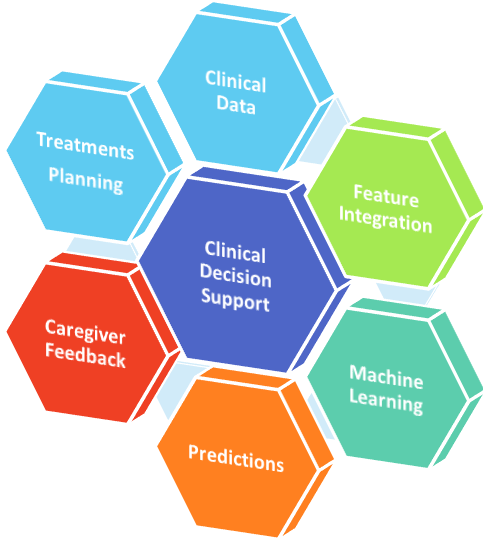 Clinical
Data
Treatments
Planning
Feature
Integration
Clinical
Decision
Support
Caregiver
Feedback
Machine
Learning
Predictions